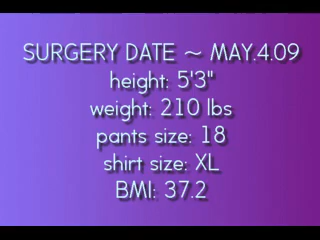 SURGERY DATE ~ MAY.4.09
height: 5'3"
weight: 210 lbs
pants size: 18
shirt size: XL
BMI: 37.2